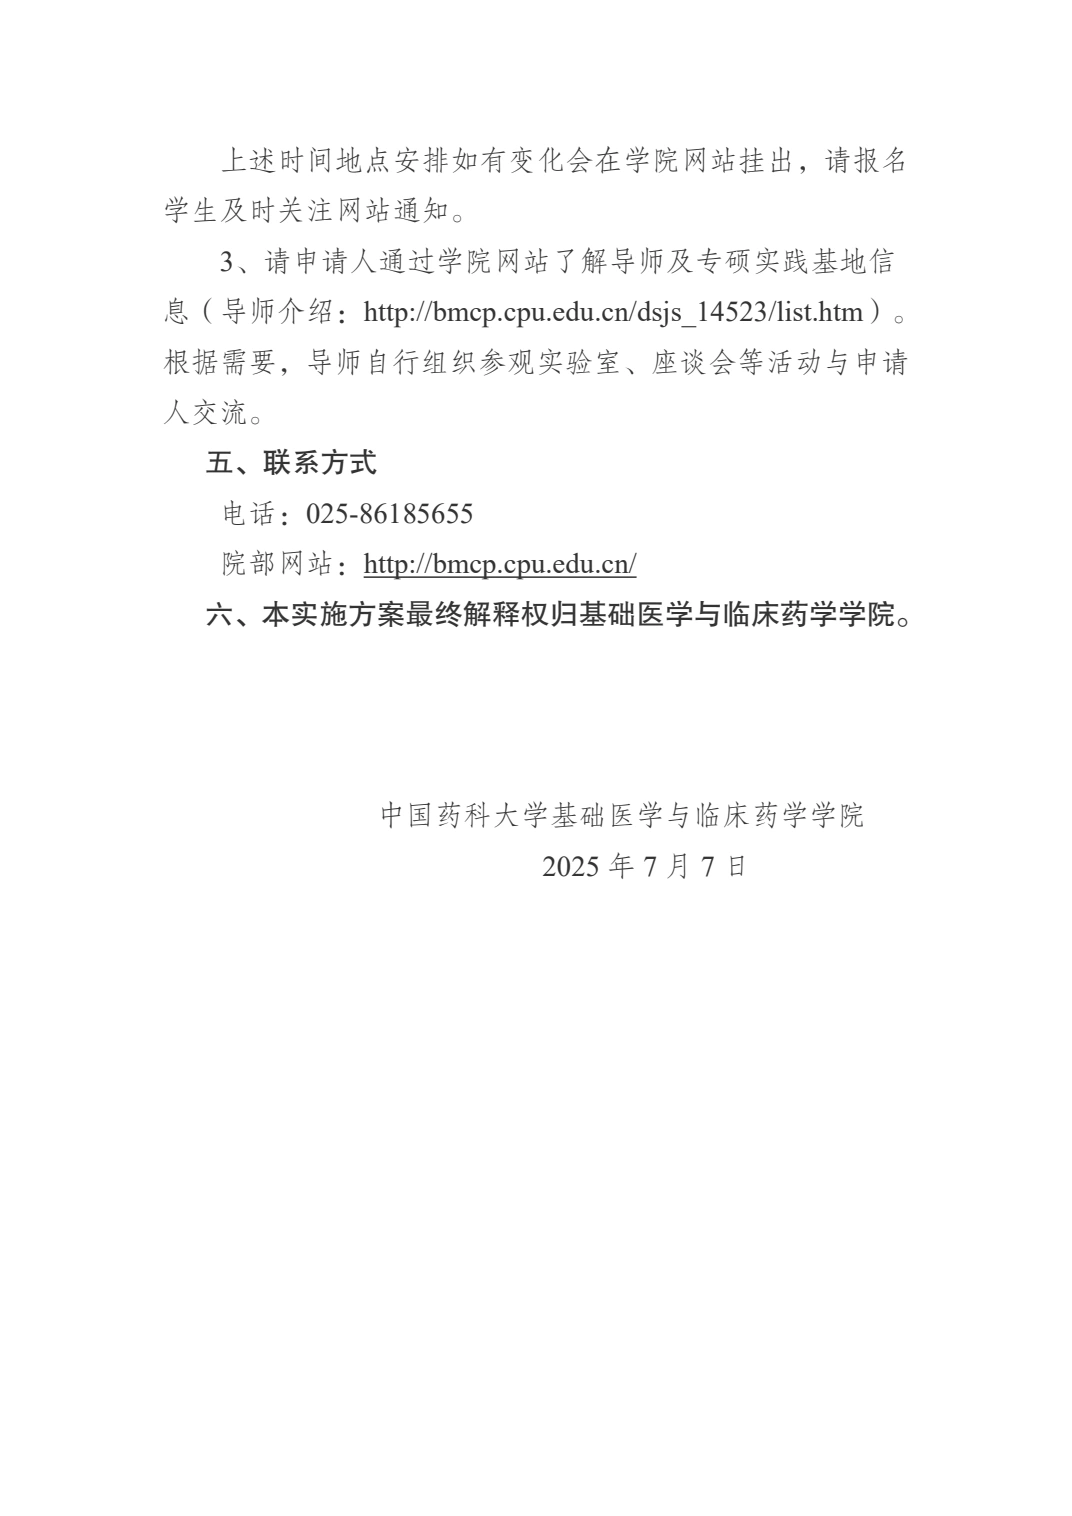 上述时间地点安排如有变化会在学院网站挂出，请报名
学生及时关注网站通知。
3、请申请人通过学院网站了解导师及专硕实践基地信
息（导师介绍：http://bmcp.cpu.edu.cn/dsjs_14523/list.htm）。
根据需要，导师自行组织参观实验室、座谈会等活动与申请
人交流。
五、联系方式
电话：025-86185655
院部网站：http://bmcp.cpu.edu.cn/
六、本实施方案最终解释权归基础医学与临床药学学院。
中国药科大学基础医学与临床药学学院
2025 年 7 月 7 日